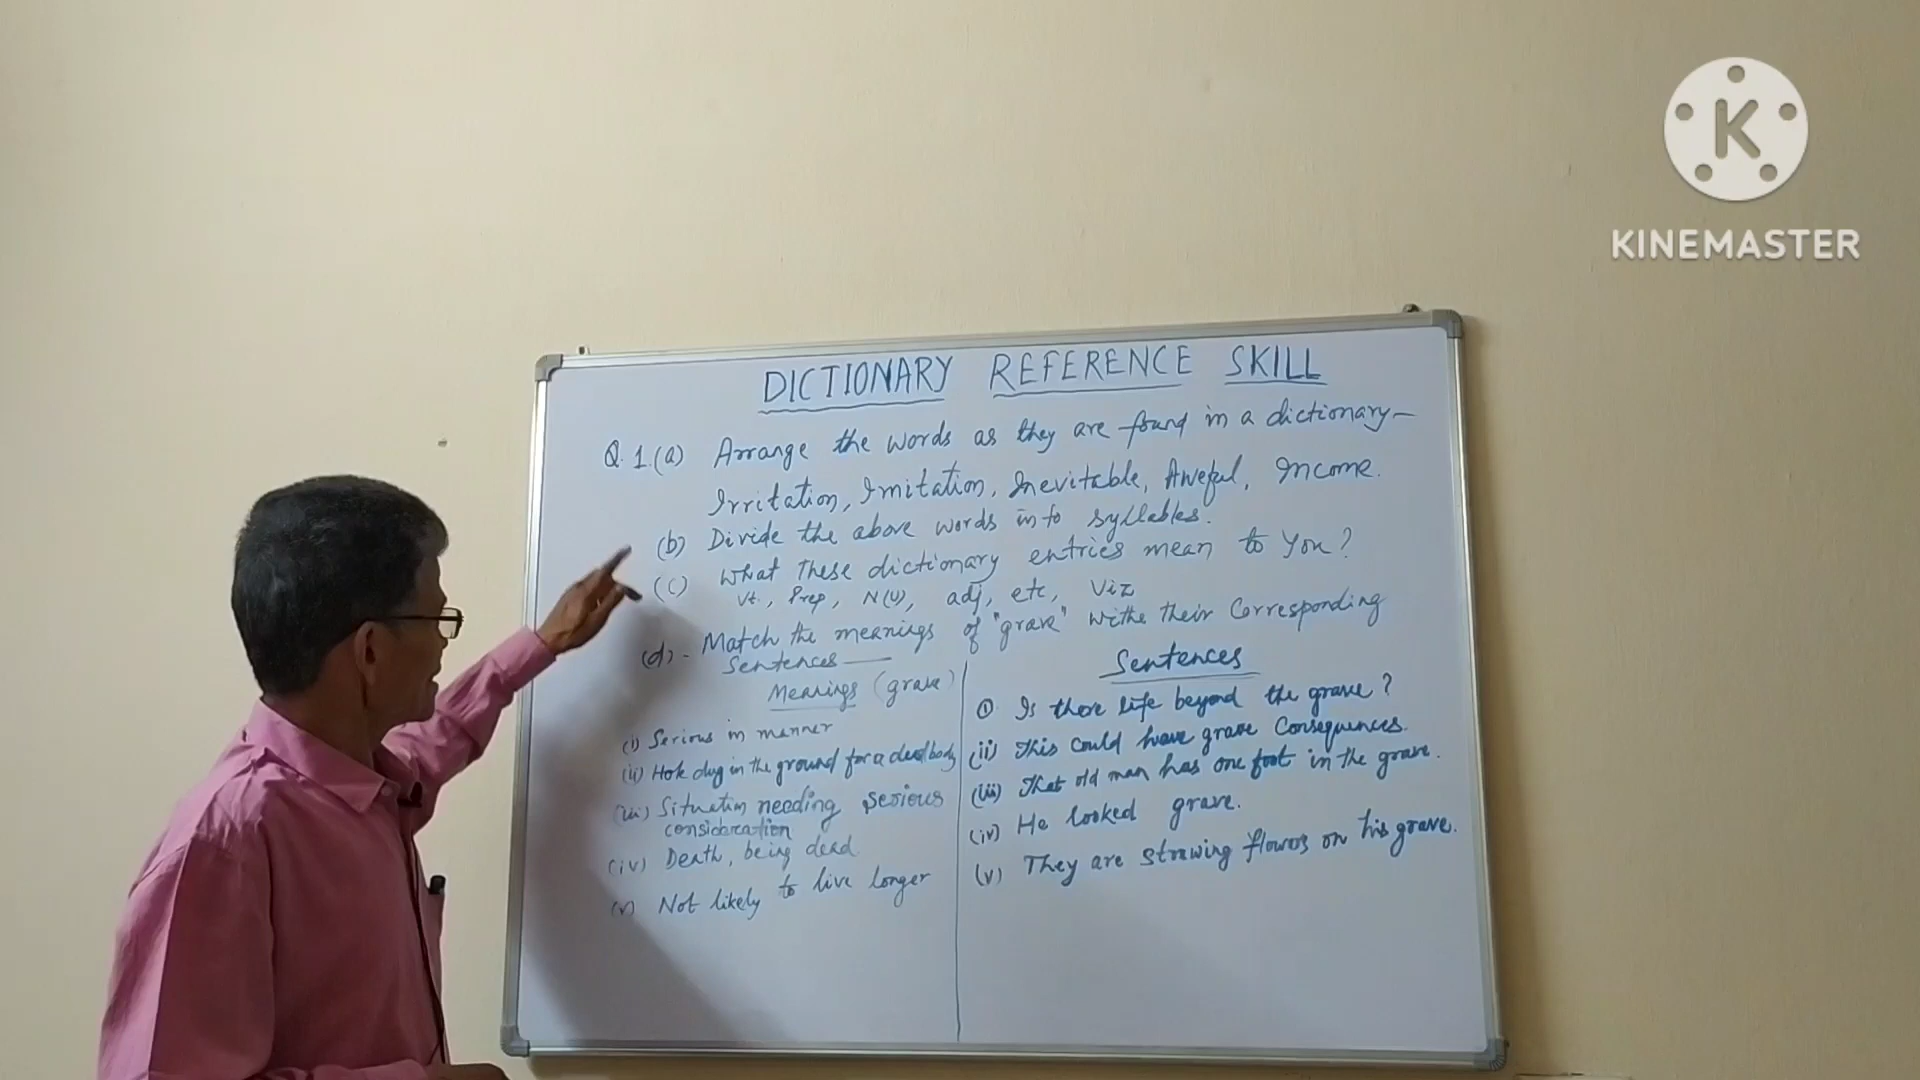 K
KINEMASTER
DICTIONARY REFERENCE SKILL
Q.1.(a) Arrange the words as they are found in a dictionary—
Irritation, Imitation, Inevitable, Aweful, Income.
(b) Divide the above words into syllables.
(c) What these dictionary entries mean to you?
Vt., Prep, N(U), adj, etc, Viz
(d) - Match the meanings of "grave" withe their Corresponding
Sentences —
Meanings (grave)
(i) Serious in manner
(ii) Hole dug in the ground for a dead body
(iii) Situation needing serious
consideration
(iv) Death, being dead
(v) Not likely to live longer
Sentences
(i) Is there life beyond the grave?
(ii) This could have grave Consequences.
(iii) That old man has one foot in the grave.
(iv) He looked grave.
(v) They are strawing flowers on his grave.